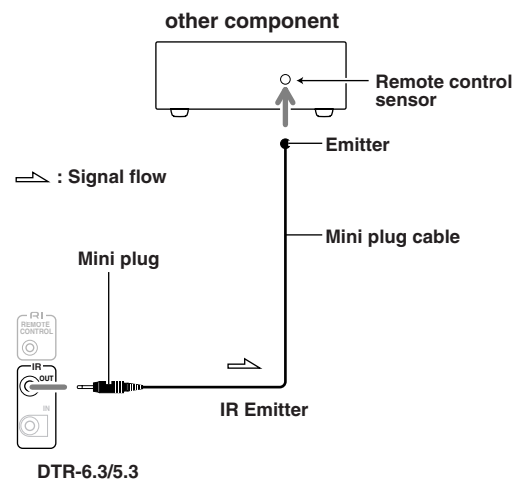 other component
Remote control
sensor
Emitter
: Signal flow
Mini plug cable
Mini plug
RI
REMOTE
CONTROL
IR
OUT
IN
IR Emitter
DTR-6.3/5.3